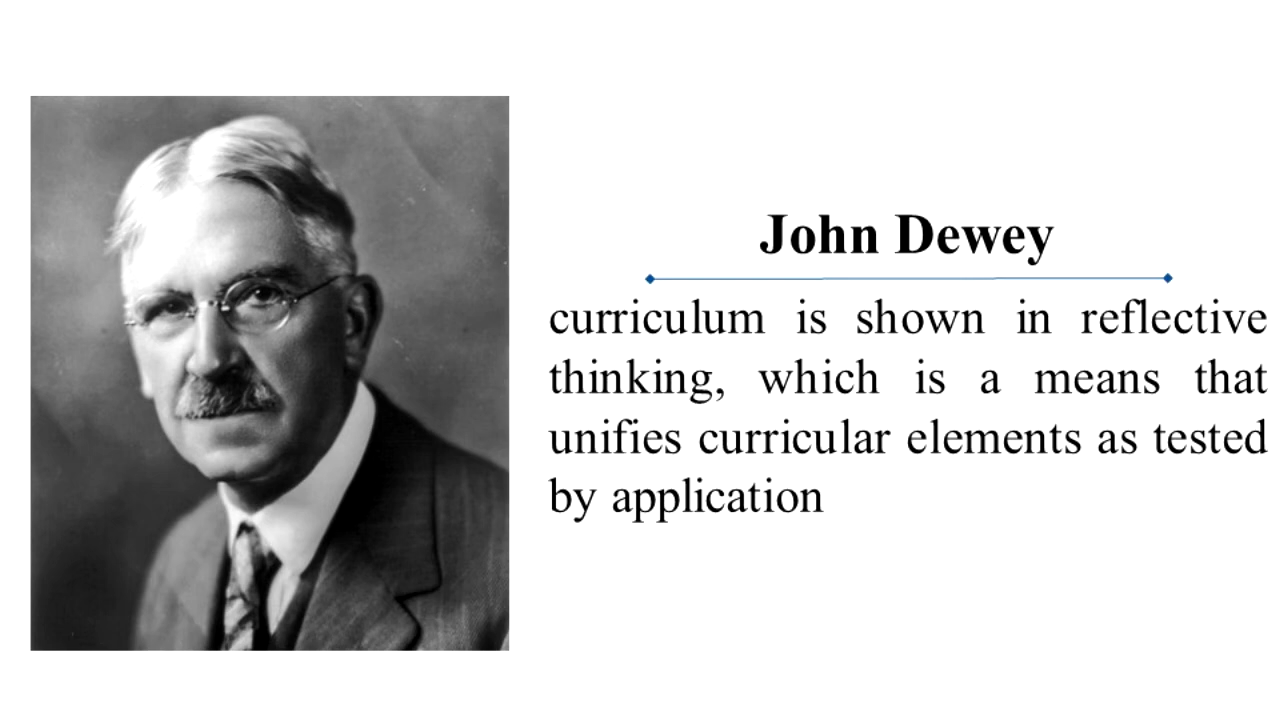 John Dewey
curriculum is shown in reflective
thinking, which is a means that
unifies curricular elements as tested
by application